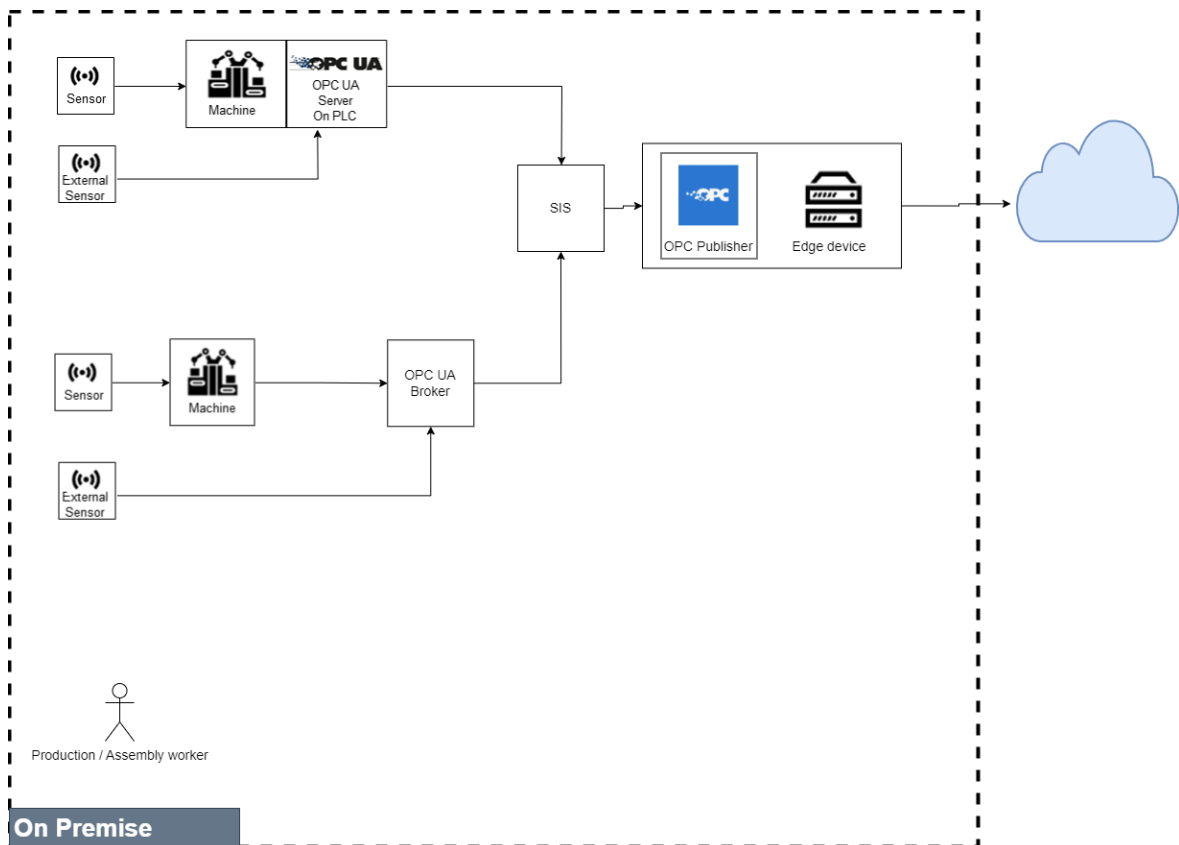 Sensor
Machine
OPC UA
OPC UA
Server
On PLC
External
Sensor
SIS
OPC
OPC Publisher
Edge device
Sensor
Machine
OPC UA
Broker
External
Sensor
Production / Assembly worker
On Premise